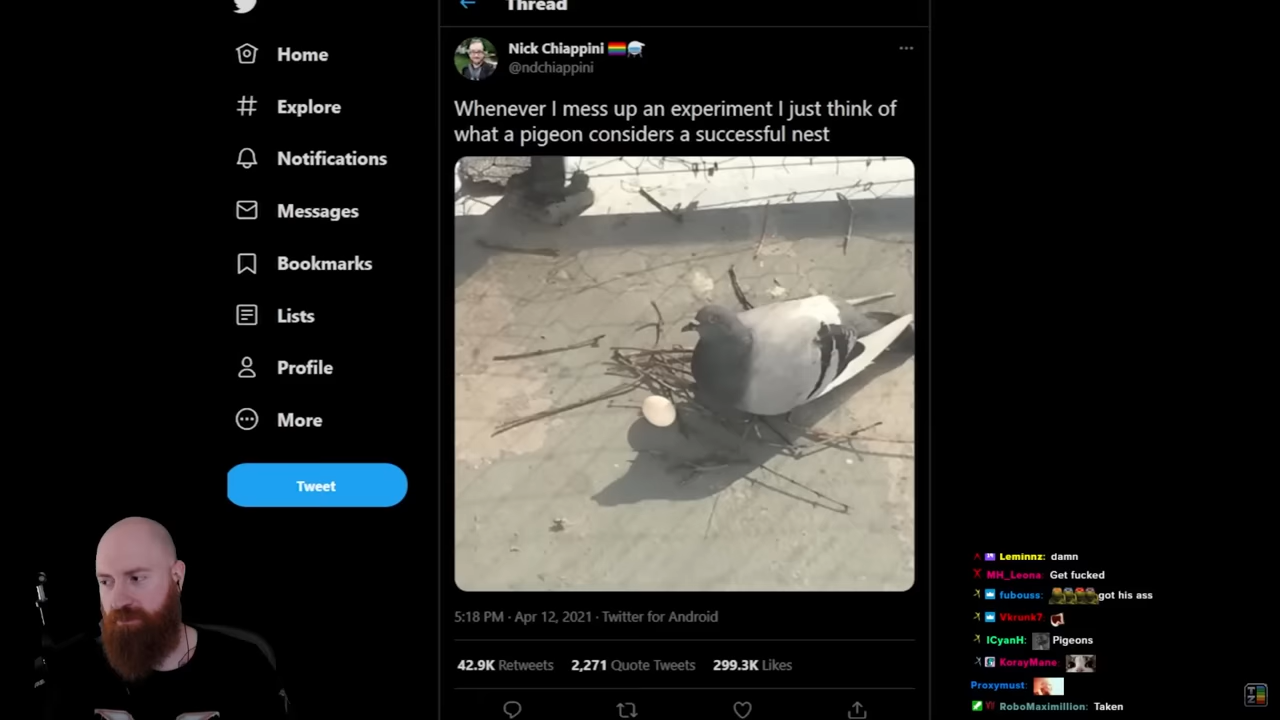 Thread
Home
Explore
Notifications
Messages
Bookmarks
Lists
Profile
More
Tweet
Nick Chiappini
@ndchiappini
Whenever I mess up an experiment I just think of
what a pigeon considers a successful nest
5:18 PM · Apr 12, 2021 · Twitter for Android
42.9K Retweets 2,271 Quote Tweets 299.3K Likes
Leminnz: damn
MH_Leona: Get fucked
fubouss: got his ass
Vkrunk7:
ICyanH: Pigeons
KorayMane:
Proxymust:
RoboMaximillion: Taken
TZ